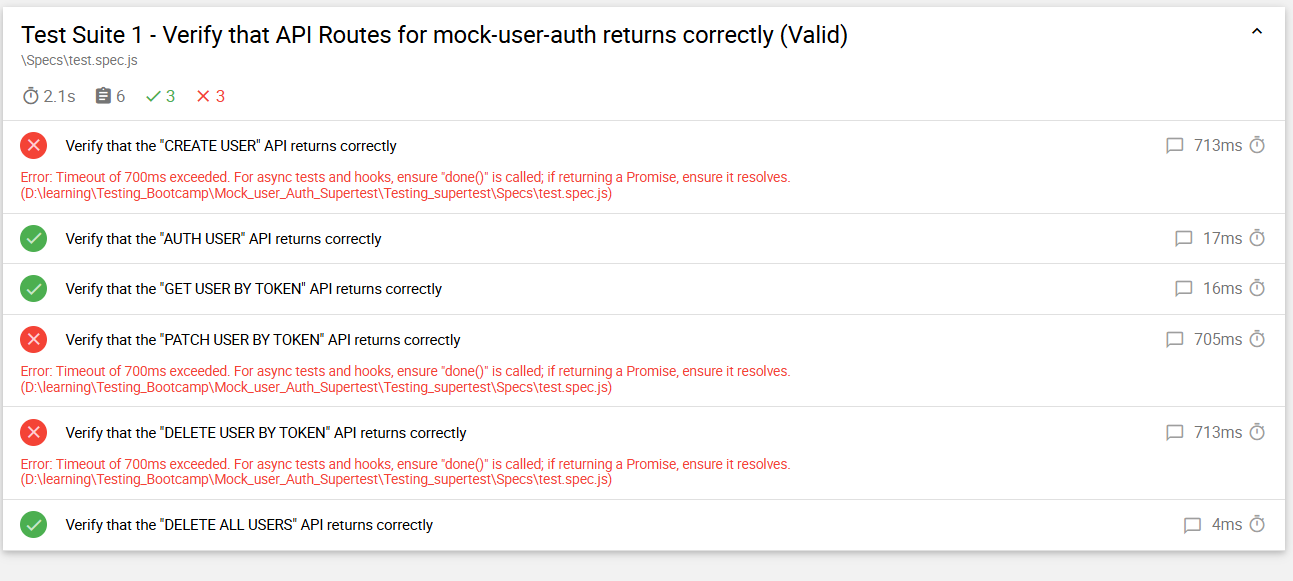 Test Suite 1 - Verify that API Routes for mock-user-auth returns correctly (Valid)
\Specs\test.spec.js
2.1s 6 3 3
Verify that the "CREATE USER" API returns correctly 713ms
Error: Timeout of 700ms exceeded. For async tests and hooks, ensure "done()" is called; if returning a Promise, ensure it resolves.
(D:\learning\Testing_Bootcamp\Mock_user_Auth_Supertest\Testing_supertest\Specs\test.spec.js)
Verify that the "AUTH USER" API returns correctly 17ms
Verify that the "GET USER BY TOKEN" API returns correctly 16ms
Verify that the "PATCH USER BY TOKEN" API returns correctly 705ms
Error: Timeout of 700ms exceeded. For async tests and hooks, ensure "done()" is called; if returning a Promise, ensure it resolves.
(D:\learning\Testing_Bootcamp\Mock_user_Auth_Supertest\Testing_supertest\Specs\test.spec.js)
Verify that the "DELETE USER BY TOKEN" API returns correctly 713ms
Error: Timeout of 700ms exceeded. For async tests and hooks, ensure "done()" is called; if returning a Promise, ensure it resolves.
(D:\learning\Testing_Bootcamp\Mock_user_Auth_Supertest\Testing_supertest\Specs\test.spec.js)
Verify that the "DELETE ALL USERS" API returns correctly 4ms